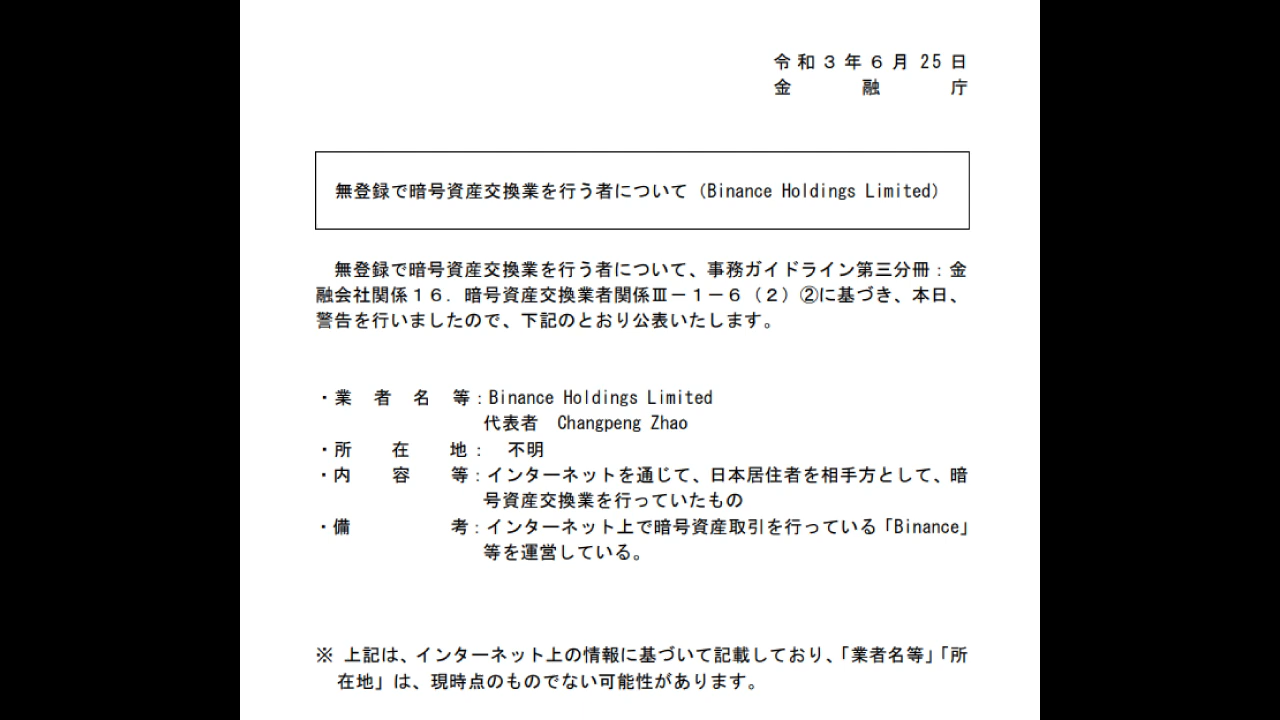 令和３年６月 25 日
金融庁
無登録で暗号資産交換業を行う者について（Binance Holdings Limited）
無登録で暗号資産交換業を行う者について、事務ガイドライン第三分冊：金
融会社関係１６．暗号資産交換業者関係Ⅲ－１－６（２）②に基づき、本日、
警告を行いましたので、下記のとおり公表いたします。
・業者名等：Binance Holdings Limited
代表者　Changpeng Zhao
・所在地：　不明
・内容等：インターネットを通じて、日本居住者を相手方として、暗
号資産交換業を行っていたもの
・備考：インターネット上で暗号資産取引を行っている「Binance」
等を運営している。
※ 上記は、インターネット上の情報に基づいて記載しており、「業者名等」「所
在地」は、現時点のものでない可能性があります。